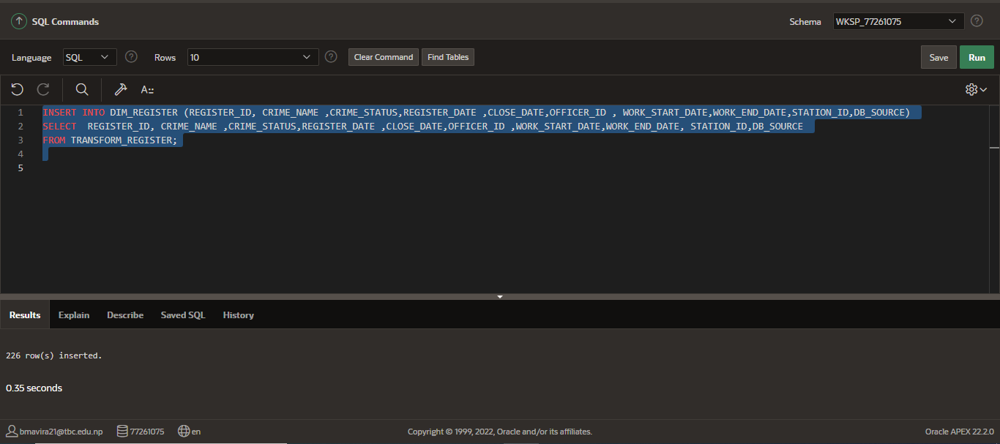 SQL Commands
Schema WKSP_77261075
Language SQL Rows 10 Clear Command Find Tables Save Run
1 INSERT INTO DIM_REGISTER (REGISTER_ID, CRIME_NAME ,CRIME_STATUS,REGISTER_DATE ,CLOSE_DATE,OFFICER_ID , WORK_START_DATE,WORK_END_DATE,STATION_ID,DB_SOURCE)
2 SELECT  REGISTER_ID, CRIME_NAME ,CRIME_STATUS,REGISTER_DATE ,CLOSE_DATE,OFFICER_ID ,WORK_START_DATE,WORK_END_DATE, STATION_ID,DB_SOURCE
3 FROM TRANSFORM_REGISTER;
4
5
Results Explain Describe Saved SQL History
226 row(s) inserted.
0.35 seconds
bmavira21@tbc.edu.np 77261075 en Copyright © 1999, 2022, Oracle and/or its affiliates. Oracle APEX 22.2.0